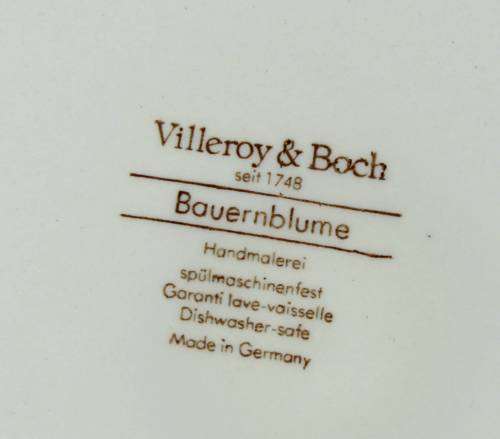 Villeroy & Boch
seit 1748
Bauernblume
Handmalerei
spülmaschinenfest
Garanti lave-vaisselle
Dishwasher-safe
Made in Germany